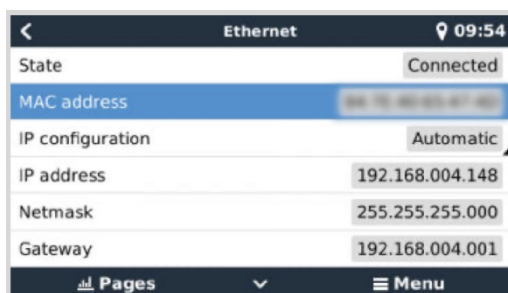 Ethernet 09:54
State Connected
MAC address
IP configuration Automatic
IP address 192.168.004.148
Netmask 255.255.255.000
Gateway 192.168.004.001
Pages Menu